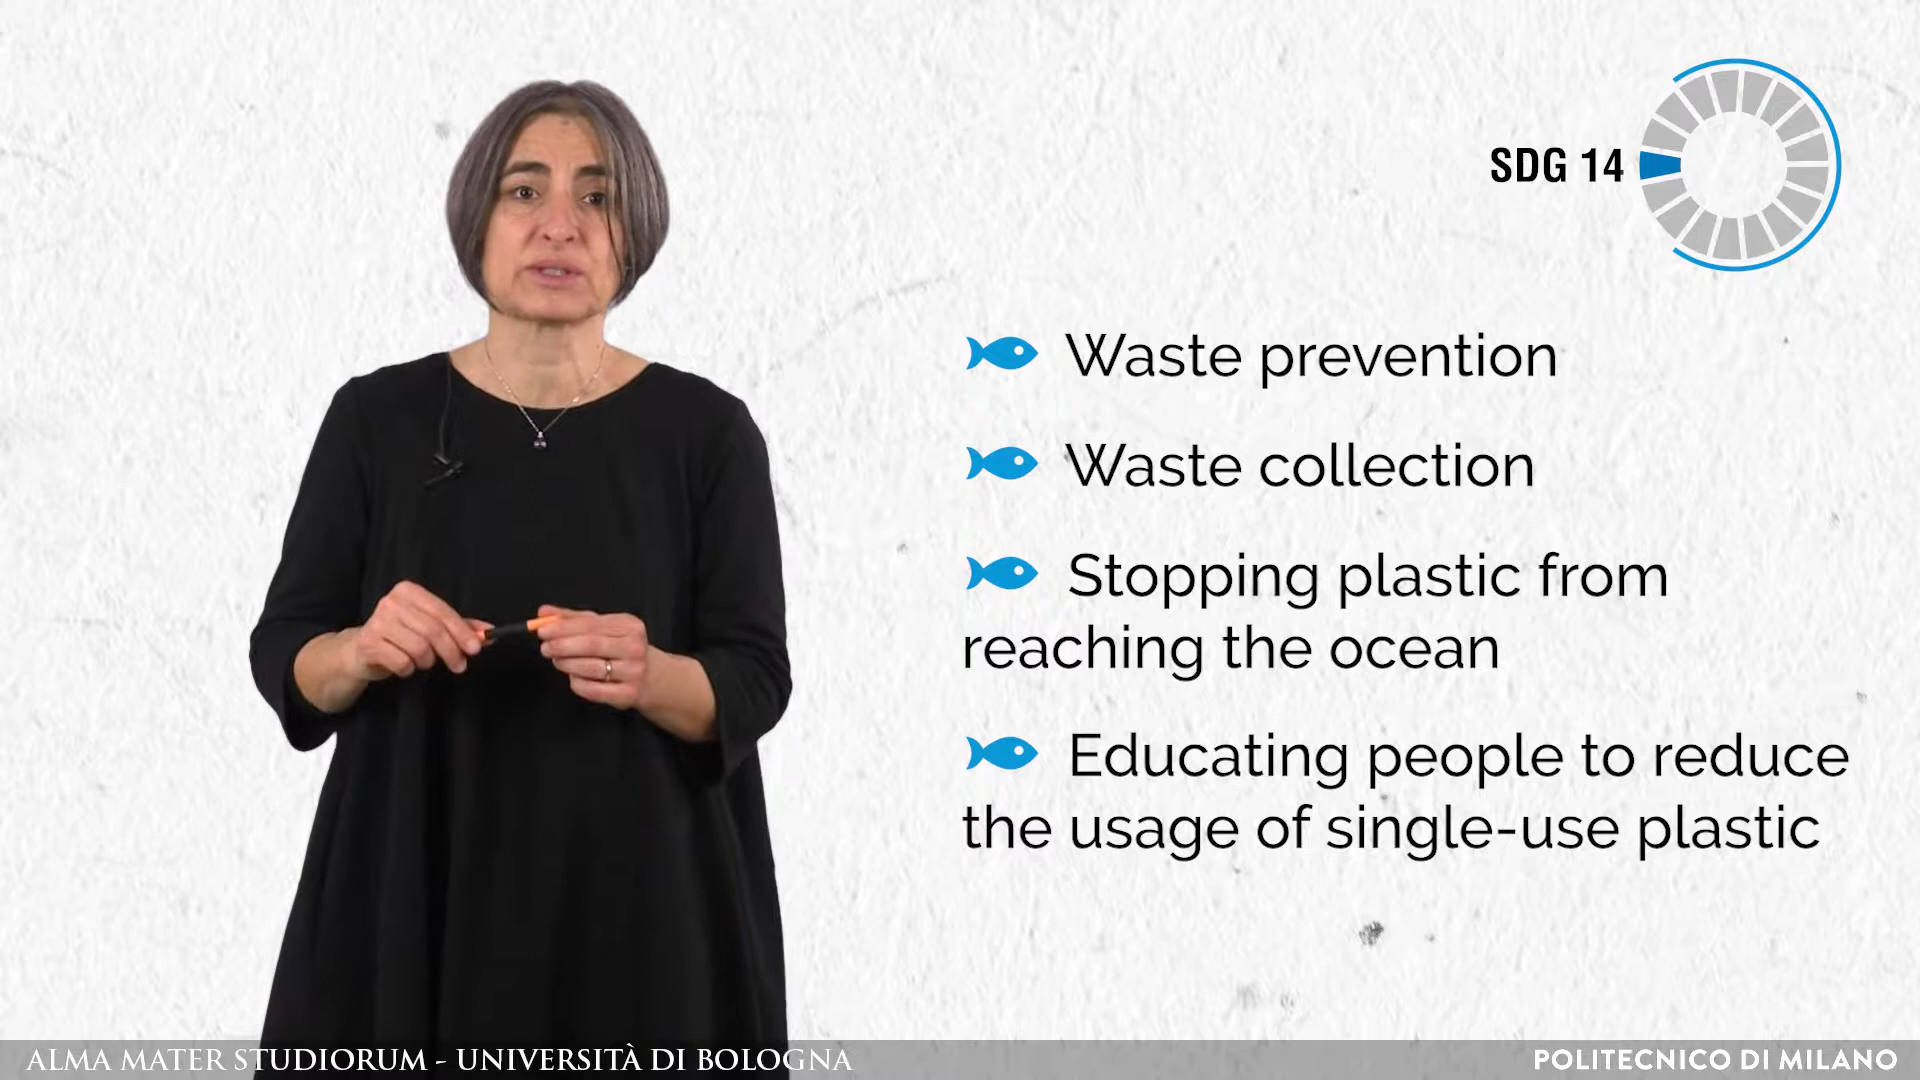 SDG 14
Waste prevention
Waste collection
Stopping plastic from
reaching the ocean
Educating people to reduce
the usage of single-use plastic
ALMA MATER STUDIORUM - UNIVERSITÀ DI BOLOGNA
POLITECNICO DI MILANO